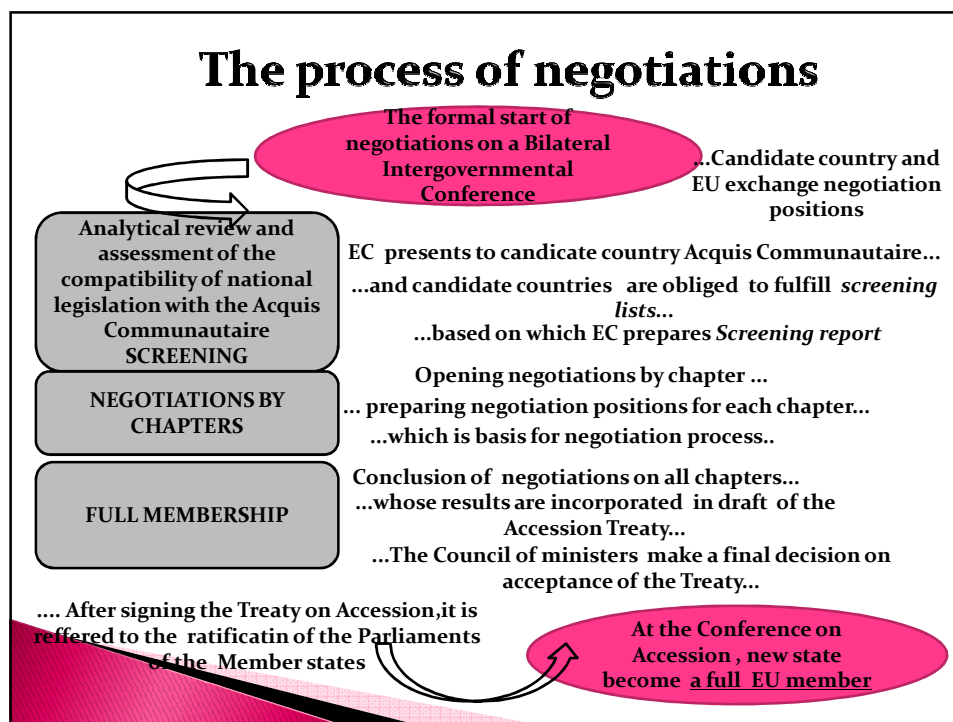 The process of negotiations
The formal start of
negotiations on a Bilateral
Intergovernmental
Conference
...Candidate country and
EU exchange negotiation
positions
Analytical review and
assessment of the
compatibility of national
legislation with the Acquis
Communautaire
SCREENING
EC presents to candicate country Acquis Communautaire...
...and candidate countries are obliged to fulfill screening
lists...
...based on which EC prepares Screening report
NEGOTIATIONS BY
CHAPTERS
Opening negotiations by chapter ...
... preparing negotiation positions for each chapter...
...which is basis for negotiation process..
FULL MEMBERSHIP
Conclusion of negotiations on all chapters...
...whose results are incorporated in draft of the
Accession Treaty...
...The Council of ministers make a final decision on
acceptance of the Treaty...
.... After signing the Treaty on Accession,it is
reffered to the ratificatin of the Parliaments
of the Member states
At the Conference on
Accession , new state
become a full EU member